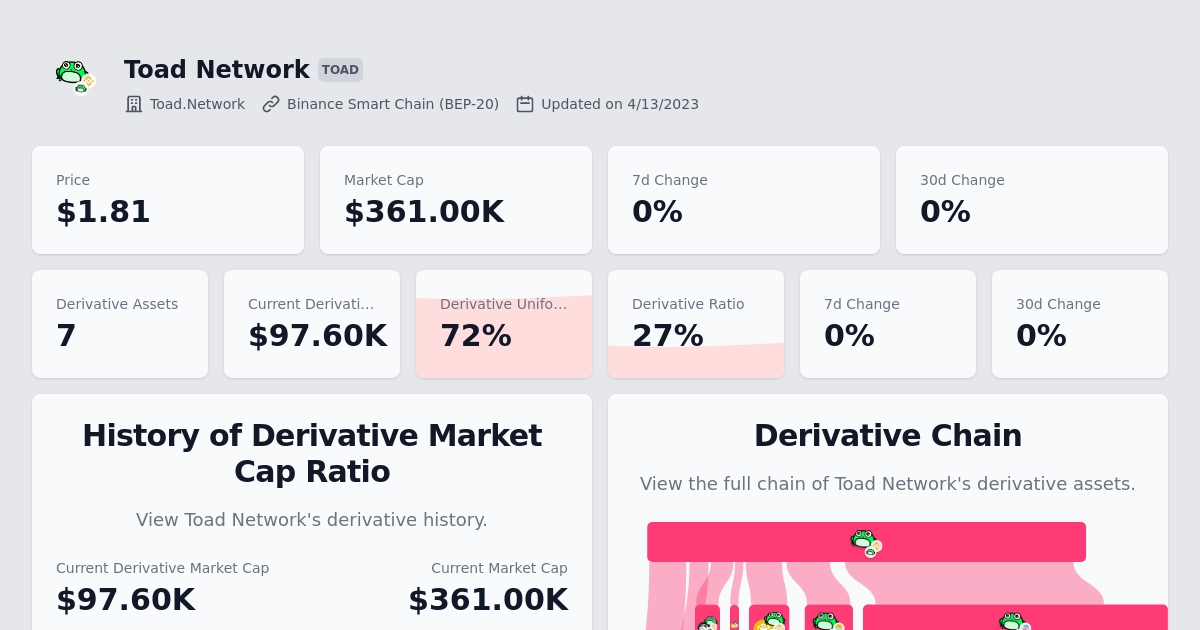 Toad Network TOAD
Toad.Network Binance Smart Chain (BEP-20) Updated on 4/13/2023
Price Market Cap 7d Change 30d Change
$1.81 $361.00K 0% 0%
Derivative Assets Current Derivati... Derivative Unifo... Derivative Ratio 7d Change 30d Change
7 $97.60K 72% 27% 0% 0%
History of Derivative Market
Cap Ratio
View Toad Network's derivative history.
Current Derivative Market Cap Current Market Cap
$97.60K $361.00K
Derivative Chain
View the full chain of Toad Network's derivative assets.